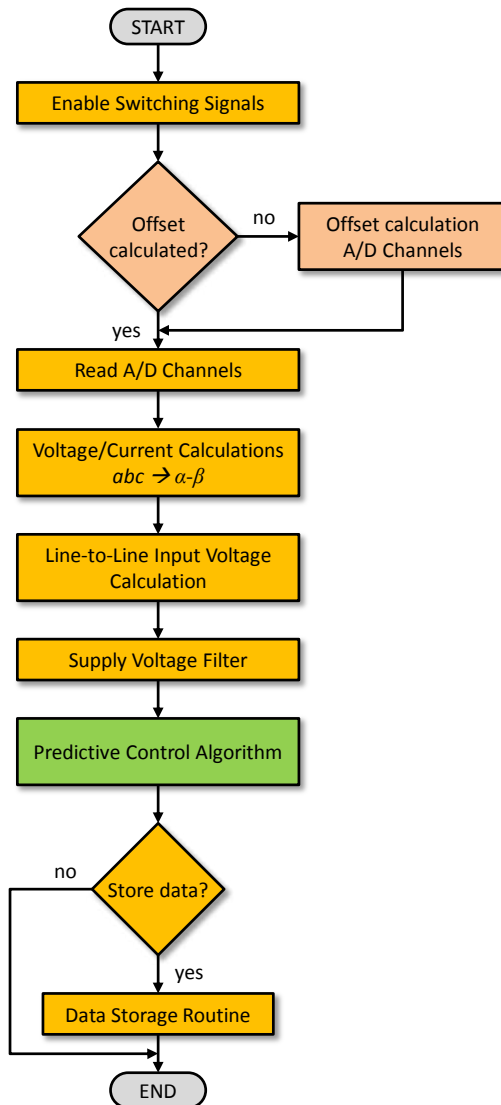 START
Enable Switching Signals
Offset
calculated?
no
Offset calculation
A/D Channels
yes
Read A/D Channels
Voltage/Current Calculations
abc → α-β
Line-to-Line Input Voltage
Calculation
Supply Voltage Filter
Predictive Control Algorithm
no
Store data?
yes
Data Storage Routine
END